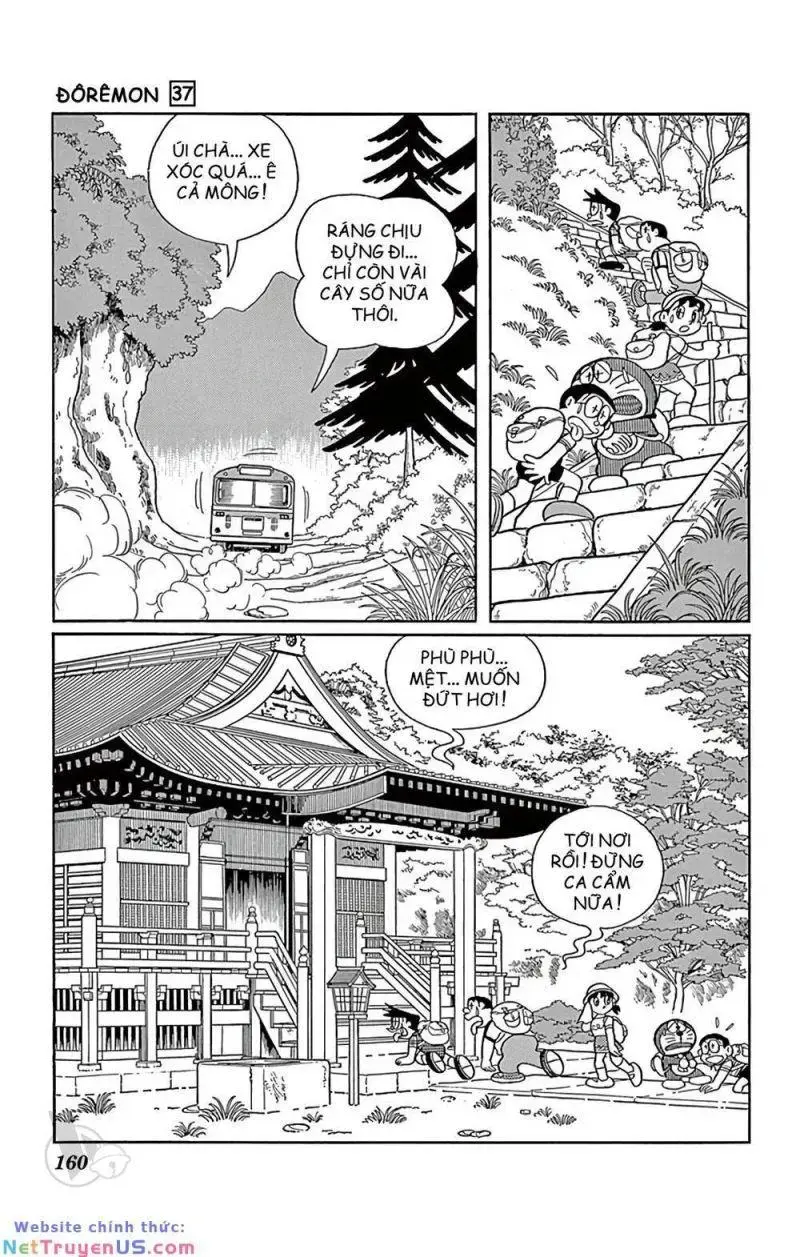 ĐÔRÊMON 37
ÚI CHÀ... XE
XÓC QUÁ... Ê
CẢ MÔNG!
RÁNG CHỊU
ĐỰNG ĐI...
CHỈ CÒN VÀI
CÂY SỐ NỮA
THÔI.
PHÙ PHÙ...
MỆT... MUỐN
ĐỨT HƠI!
TỚI NƠI
RỒI! ĐỪNG
CA CẨM
NỮA!
160
Website chính thức:
NetTruyenUS.com